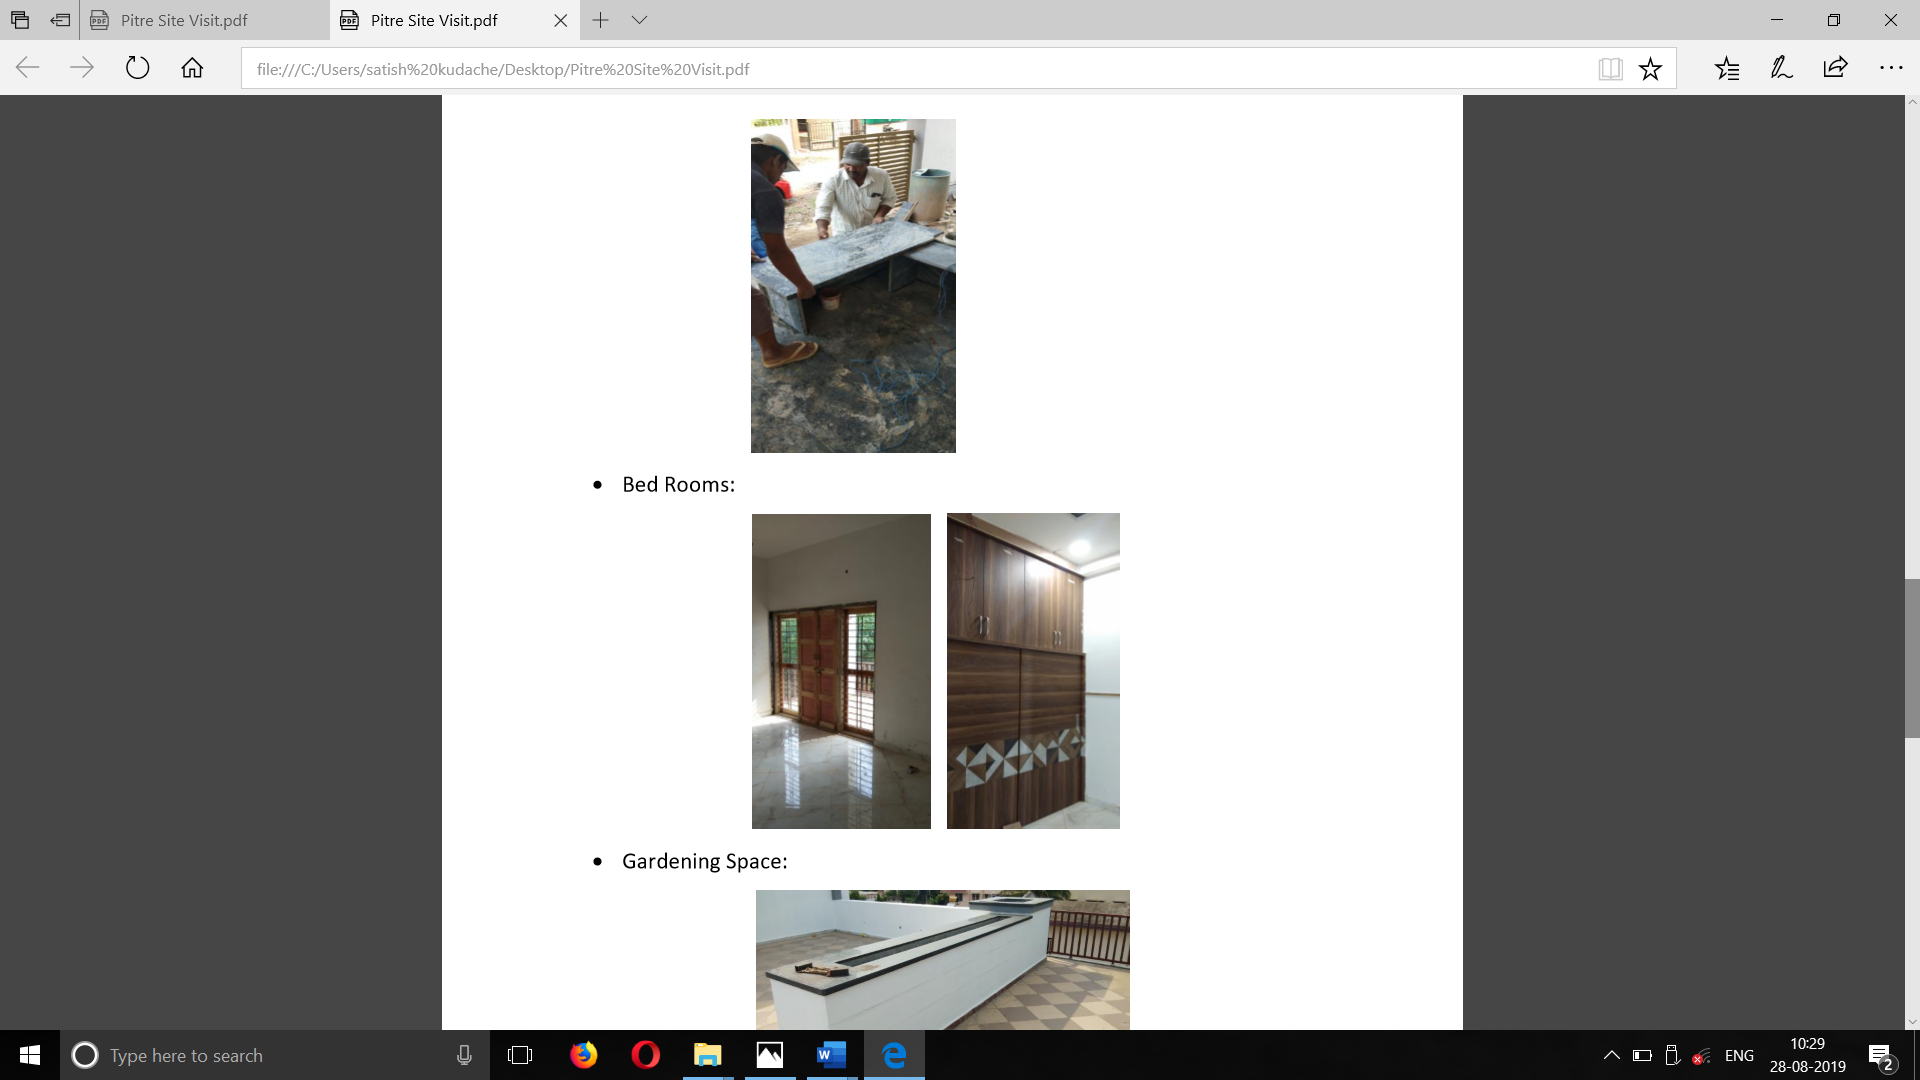 Pitre Site Visit.pdf
Pitre Site Visit.pdf
file:///C:/Users/satish%20kudache/Desktop/Pitre%20Site%20Visit.pdf
• Bed Rooms:
• Gardening Space:
Type here to search
ENG
10:29
28-08-2019
2